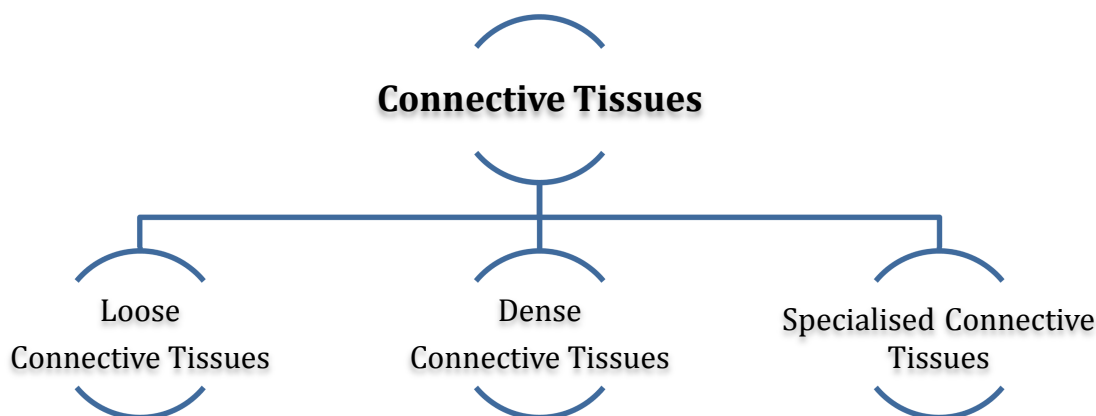 Connective Tissues
Loose
Connective Tissues
Dense
Connective Tissues
Specialised Connective
Tissues